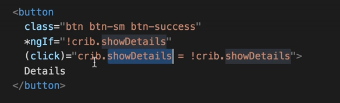 <button
class="btn btn-sm btn-success"
*ngIf="!crib.showDetails"
(click)="crib.showDetails = !crib.showDetails">
Details
</button>